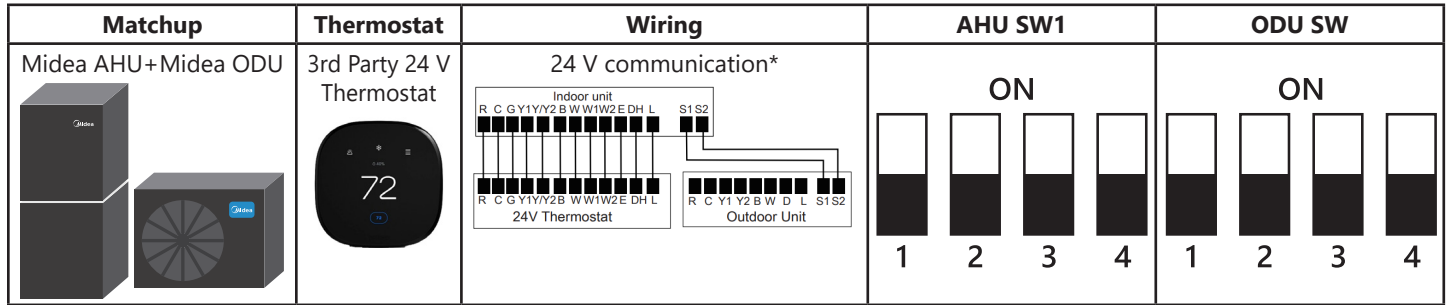 Matchup
Thermostat
Wiring
AHU SW1
ODU SW
Midea AHU+Midea ODU
Midea
Midea
3rd Party 24 V
Thermostat
72
24 V communication*
Indoor unit
R C G Y1 Y/Y2 B W W1 W2 E DH L S1 S2
R C G Y1 Y/Y2 B W W1 W2 E DH L
24V Thermostat
R C Y1 Y2 B W D L S1 S2
Outdoor Unit
ON
1 2 3 4
ON
1 2 3 4